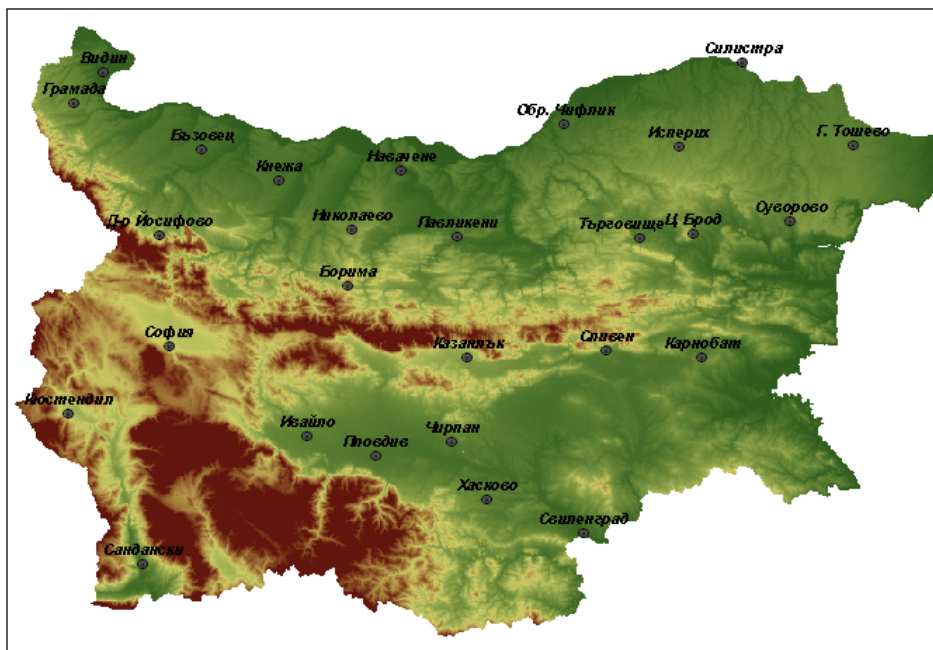 Силистра
Видин
Грамада
Обр. Чифлик
Исперих
Г. Тошево
Бъзовец
Кнежа
Навачене
Николаево
Павликени
Търговище
Ц. Брод
Суворово
Д-р Йосифово
Борима
София
Казанлък
Сливен
Карнобат
Кюстендил
Ивайло
Пловдив
Чирпан
Хасково
Свиленград
Сандански